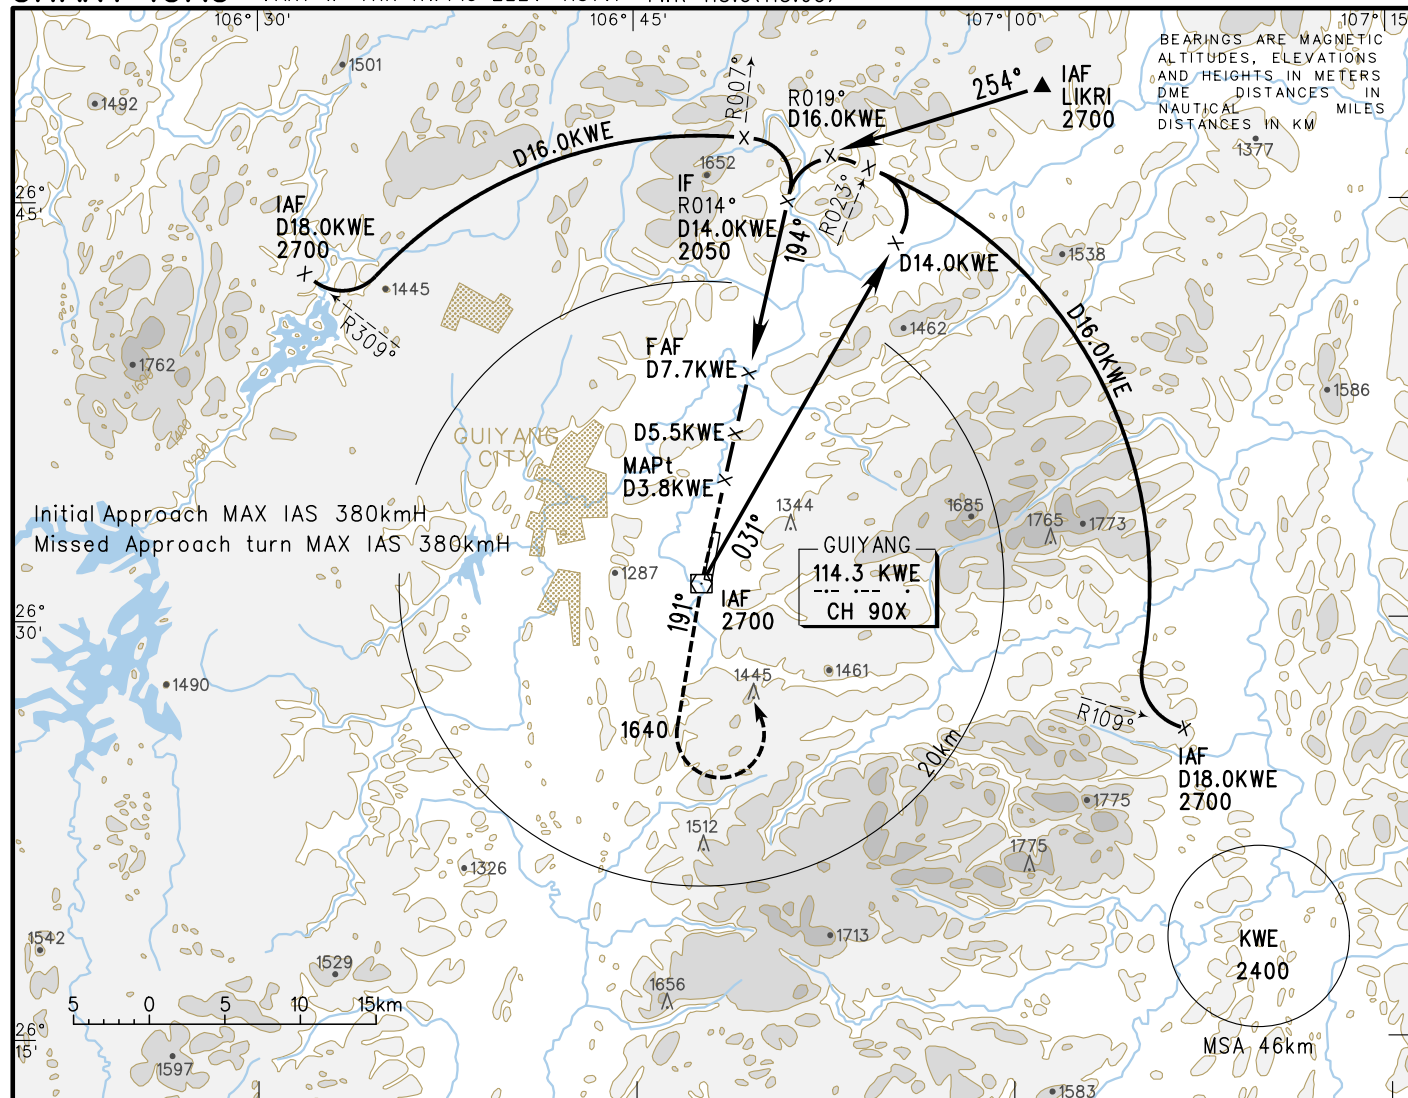 106° 30'
106° 45'
107° 00'
107° 15'
BEARINGS ARE MAGNETIC
ALTITUDES, ELEVATIONS
AND HEIGHTS IN METERS
DME DISTANCES IN
NAUTICAL MILES
DISTANCES IN KM
1501
1492
R007°
R019°
D16.0KWE
254°
IAF
LIKRI
2700
1377
D16.0KWE
1652
26°
45'
IAF
D18.0KWE
2700
IF
R014°
D14.0KWE
2050
194°
R023°
D14.0KWE
1538
1445
R309°
1462
D16.0KWE
1762
FAF
D7.7KWE
1586
GUIYANG
CITY
D5.5KWE
MAPt
D3.8KWE
1400
Initial Approach MAX IAS 380kmH
Missed Approach turn MAX IAS 380kmH
1344
031°
1685
1765
1773
GUIYANG
114.3 KWE
CH 90X
1287
26°
30'
191°
IAF
2700
1490
1445
1461
1640
R109°
20km
IAF
D18.0KWE
2700
1775
1512
1775
1326
1542
1529
1713
KWE
2400
1656
5 0 5 10 15km
26°
15'
MSA 46km
1597
1583